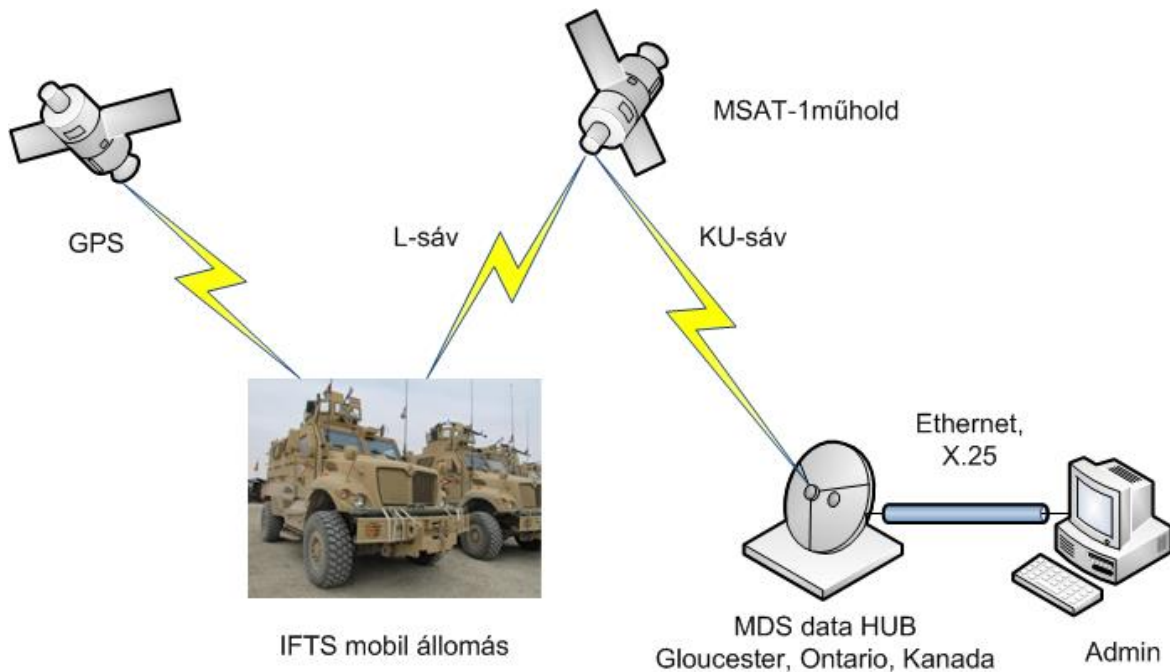 MSAT-1műhold
GPS
L-sáv
KU-sáv
Ethernet,
X.25
IFTS mobil állomás
MDS data HUB
Gloucester, Ontario, Kanada
Admin